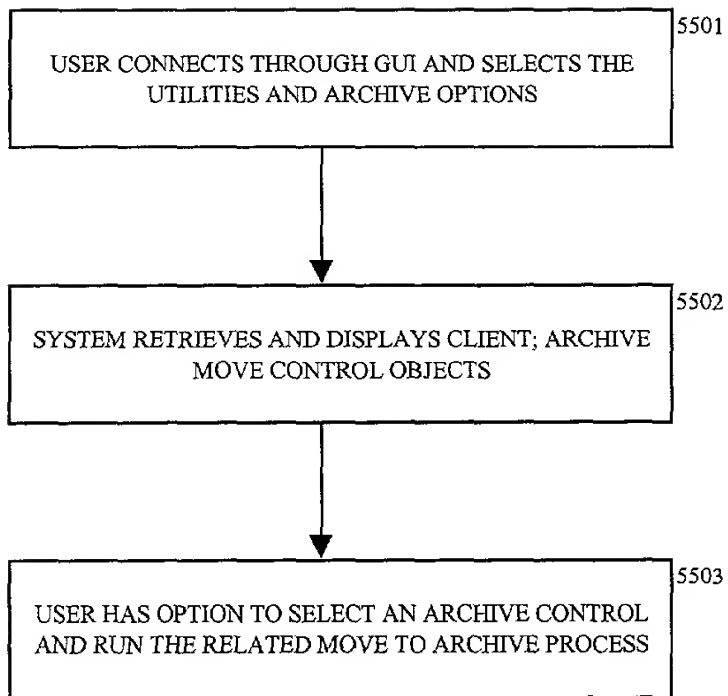 5501
USER CONNECTS THROUGH GUI AND SELECTS THE
UTILITIES AND ARCHIVE OPTIONS
5502
SYSTEM RETRIEVES AND DISPLAYS CLIENT; ARCHIVE
MOVE CONTROL OBJECTS
5503
USER HAS OPTION TO SELECT AN ARCHIVE CONTROL
AND RUN THE RELATED MOVE TO ARCHIVE PROCESS